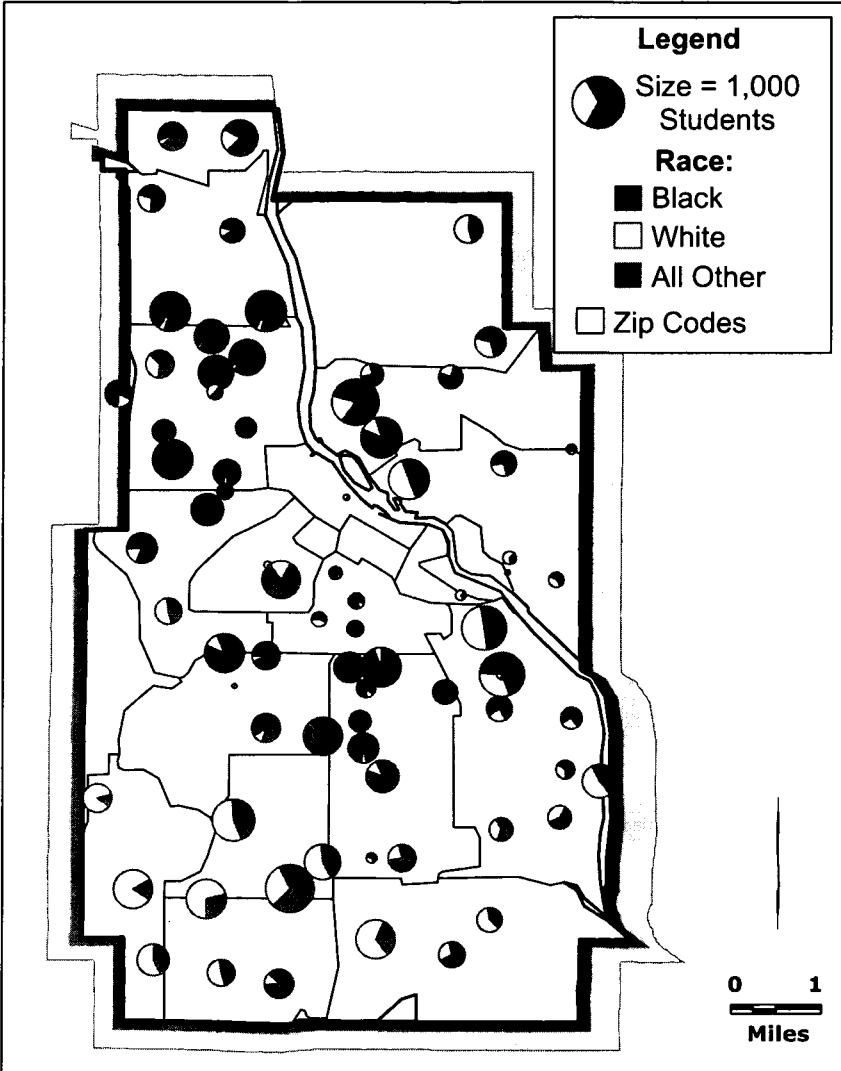 Legend
Size = 1,000
Students
Race:
Black
White
All Other
Zip Codes
0 1
Miles